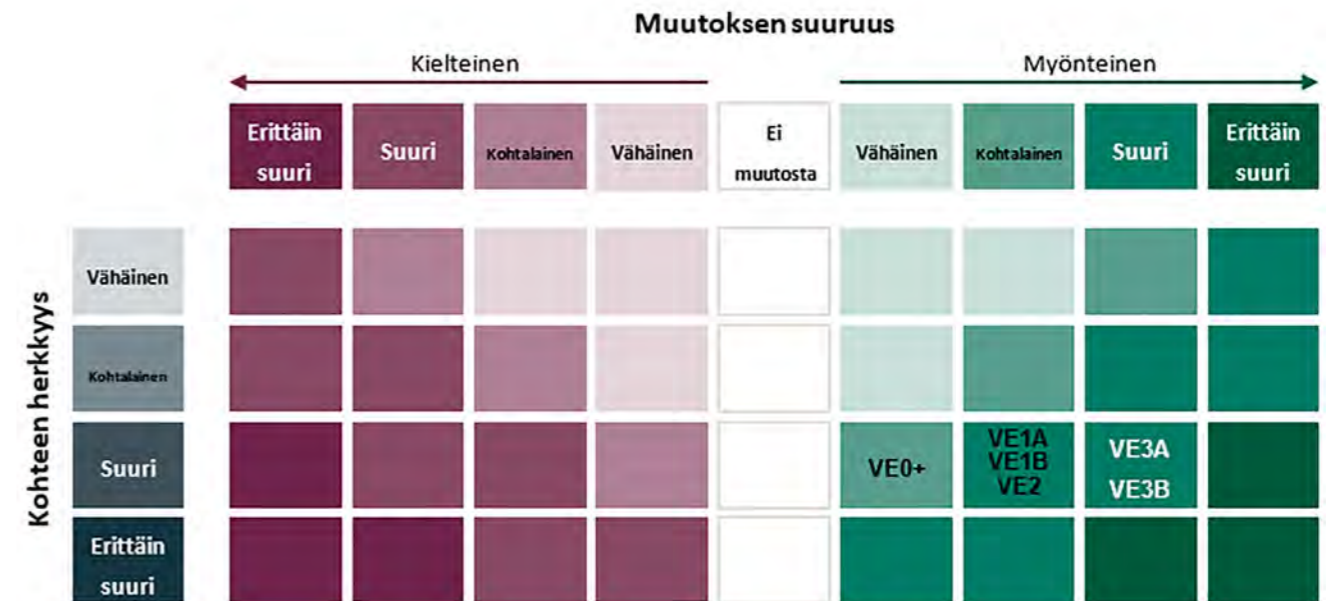 Muutoksen suuruus
Kielteinen
Myönteinen
Erittäin
suuri
Suuri
Kohtalainen
Vähäinen
Ei
muutosta
Vähäinen
Kohtalainen
Suuri
Erittäin
suuri
Kohteen herkkyys
Vähäinen
Kohtalainen
Suuri
VE0+
VE1A
VE1B
VE2
VE3A
VE3B
Erittäin
suuri